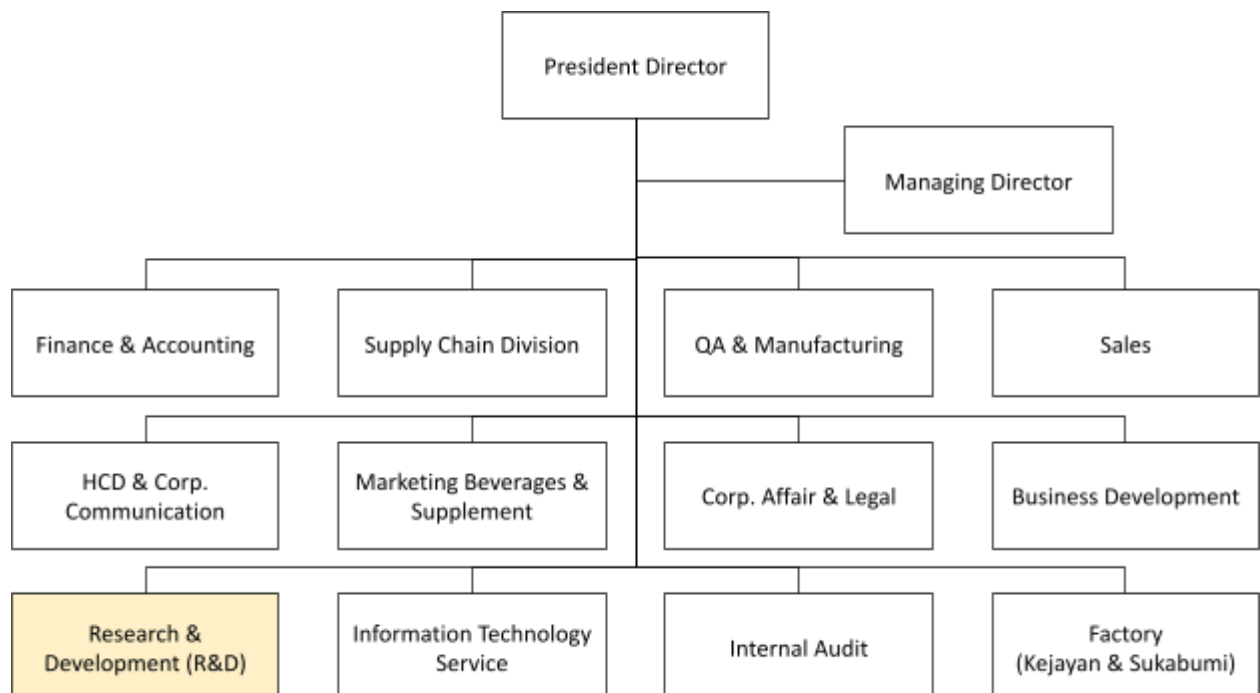 President Director
Managing Director
Finance & Accounting
Supply Chain Division
QA & Manufacturing
Sales
HCD & Corp.
Communication
Marketing Beverages &
Supplement
Corp. Affair & Legal
Business Development
Research &
Development (R&D)
Information Technology
Service
Internal Audit
Factory
(Kejayan & Sukabumi)